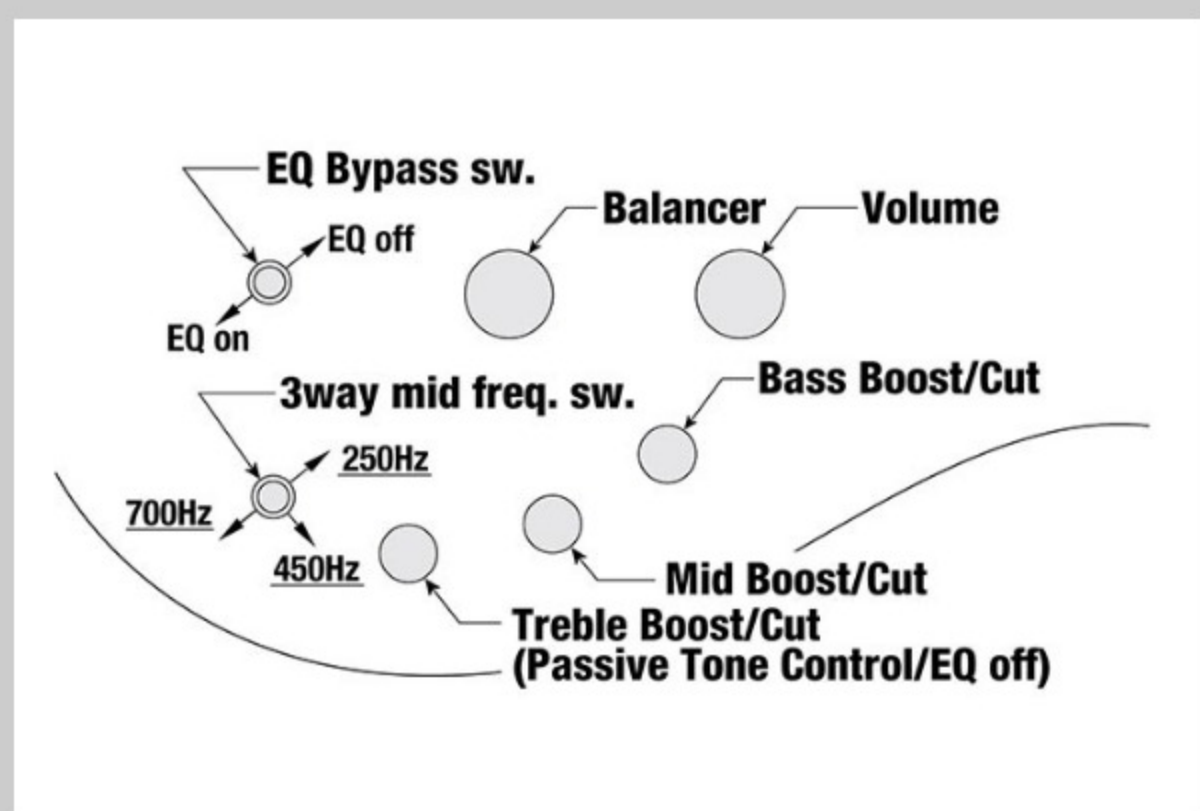 EQ Bypass sw.
EQ off
EQ on
Balancer
Volume
3way mid freq. sw.
250Hz
700Hz
450Hz
Bass Boost/Cut
Mid Boost/Cut
Treble Boost/Cut
(Passive Tone Control/EQ off)